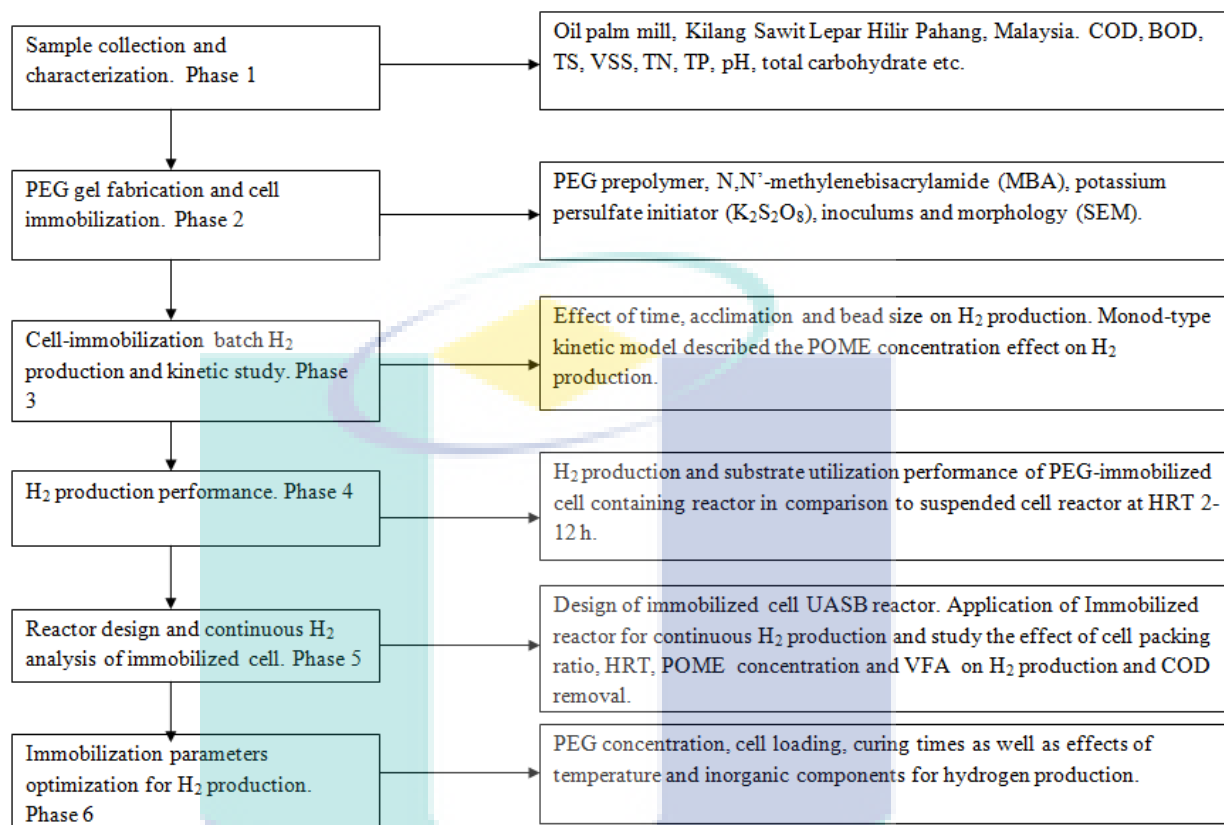 Sample collection and
characterization. Phase 1
Oil palm mill, Kilang Sawit Lepar Hilir Pahang, Malaysia. COD, BOD,
TS, VSS, TN, TP, pH, total carbohydrate etc.
PEG gel fabrication and cell
immobilization. Phase 2
PEG prepolymer, N,N’-methylenebisacrylamide (MBA), potassium
persulfate initiator (K₂S₂O₈), inoculums and morphology (SEM).
Cell-immobilization batch H₂
production and kinetic study. Phase
3
Effect of time, acclimation and bead size on H₂ production. Monod-type
kinetic model described the POME concentration effect on H₂
production.
H₂ production performance. Phase 4
H₂ production and substrate utilization performance of PEG-immobilized
cell containing reactor in comparison to suspended cell reactor at HRT 2-
12 h.
Reactor design and continuous H₂
analysis of immobilized cell. Phase 5
Design of immobilized cell UASB reactor. Application of Immobilized
reactor for continuous H₂ production and study the effect of cell packing
ratio, HRT, POME concentration and VFA on H₂ production and COD
removal.
Immobilization parameters
optimization for H₂ production.
Phase 6
PEG concentration, cell loading, curing times as well as effects of
temperature and inorganic components for hydrogen production.